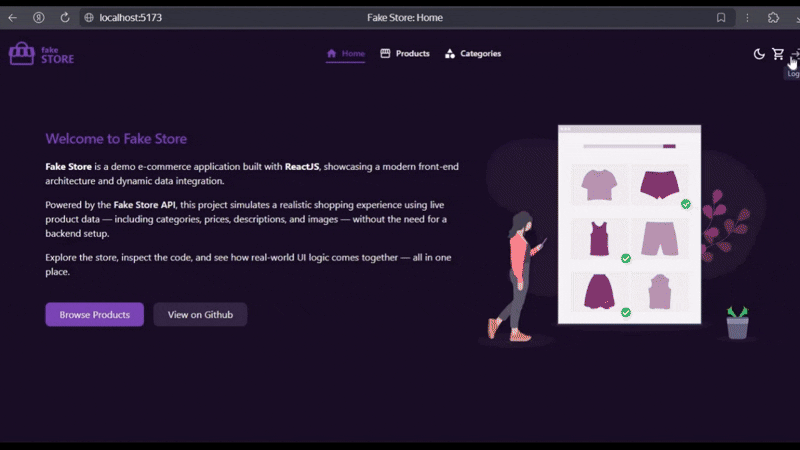 localhost:5173
Fake Store: Home
fake
STORE
Home
Products
Categories
Welcome to Fake Store
Fake Store is a demo e-commerce application built with ReactJS, showcasing a modern front-end
architecture and dynamic data integration.
Powered by the Fake Store API, this project simulates a realistic shopping experience using live
product data — including categories, prices, descriptions, and images — without the need for a
backend setup.
Explore the store, inspect the code, and see how real-world UI logic comes together — all in one
place.
Browse Products
View on Github